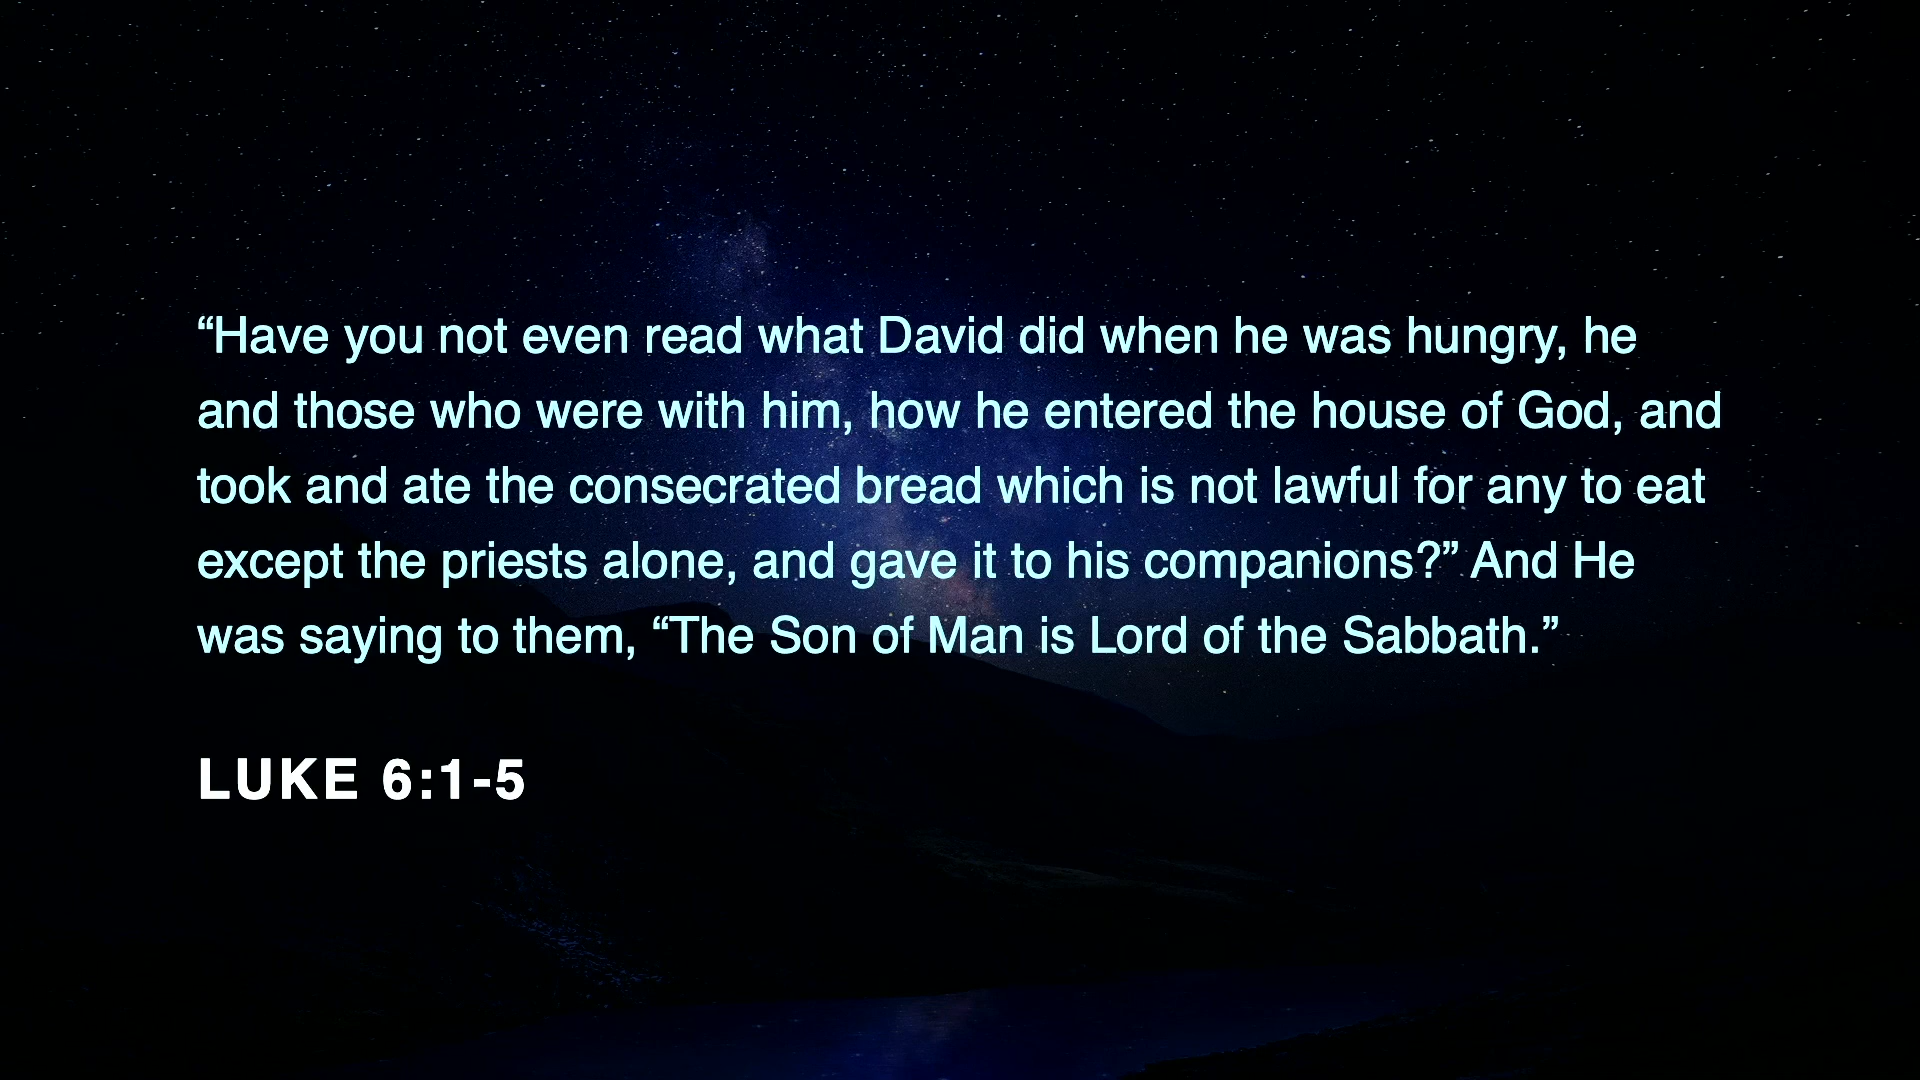 “Have you not even read what David did when he was hungry, he
and those who were with him, how he entered the house of God, and
took and ate the consecrated bread which is not lawful for any to eat
except the priests alone, and gave it to his companions?” And He
was saying to them, “The Son of Man is Lord of the Sabbath.”
LUKE 6:1-5